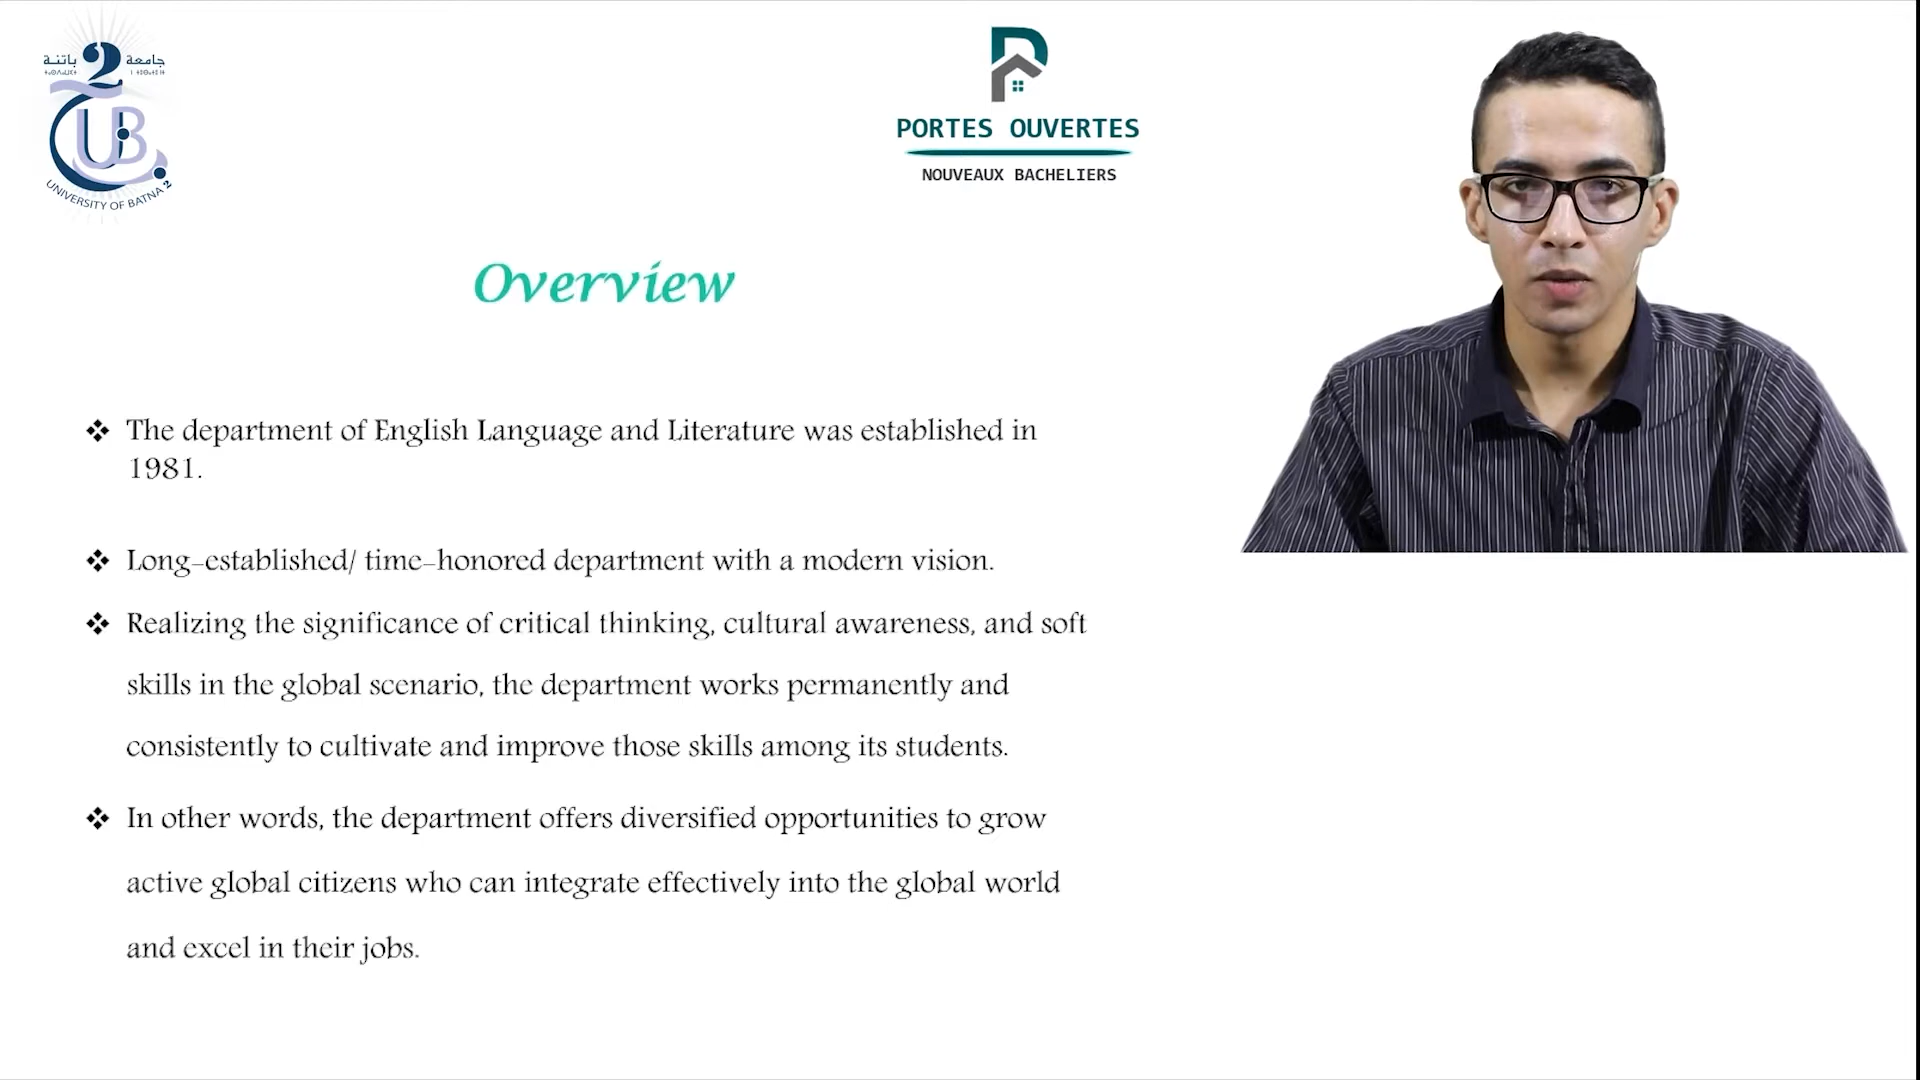 جامعة باتنة
2
UB
UNIVERSITY OF BATNA 2
PORTES OUVERTES
NOUVEAUX BACHELIERS
Overview
❖ The department of English Language and Literature was established in
1981.
❖ Long-established/ time-honored department with a modern vision.
❖ Realizing the significance of critical thinking, cultural awareness, and soft
skills in the global scenario, the department works permanently and
consistently to cultivate and improve those skills among its students.
❖ In other words, the department offers diversified opportunities to grow
active global citizens who can integrate effectively into the global world
and excel in their jobs.